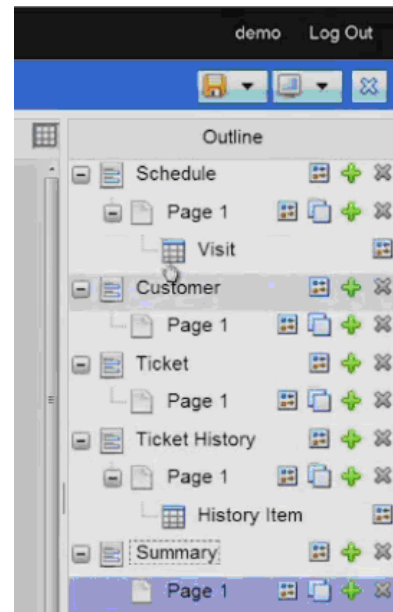 demo Log Out
Outline
Schedule
Page 1
Visit
Customer
Page 1
Ticket
Page 1
Ticket History
Page 1
History Item
Summary
Page 1